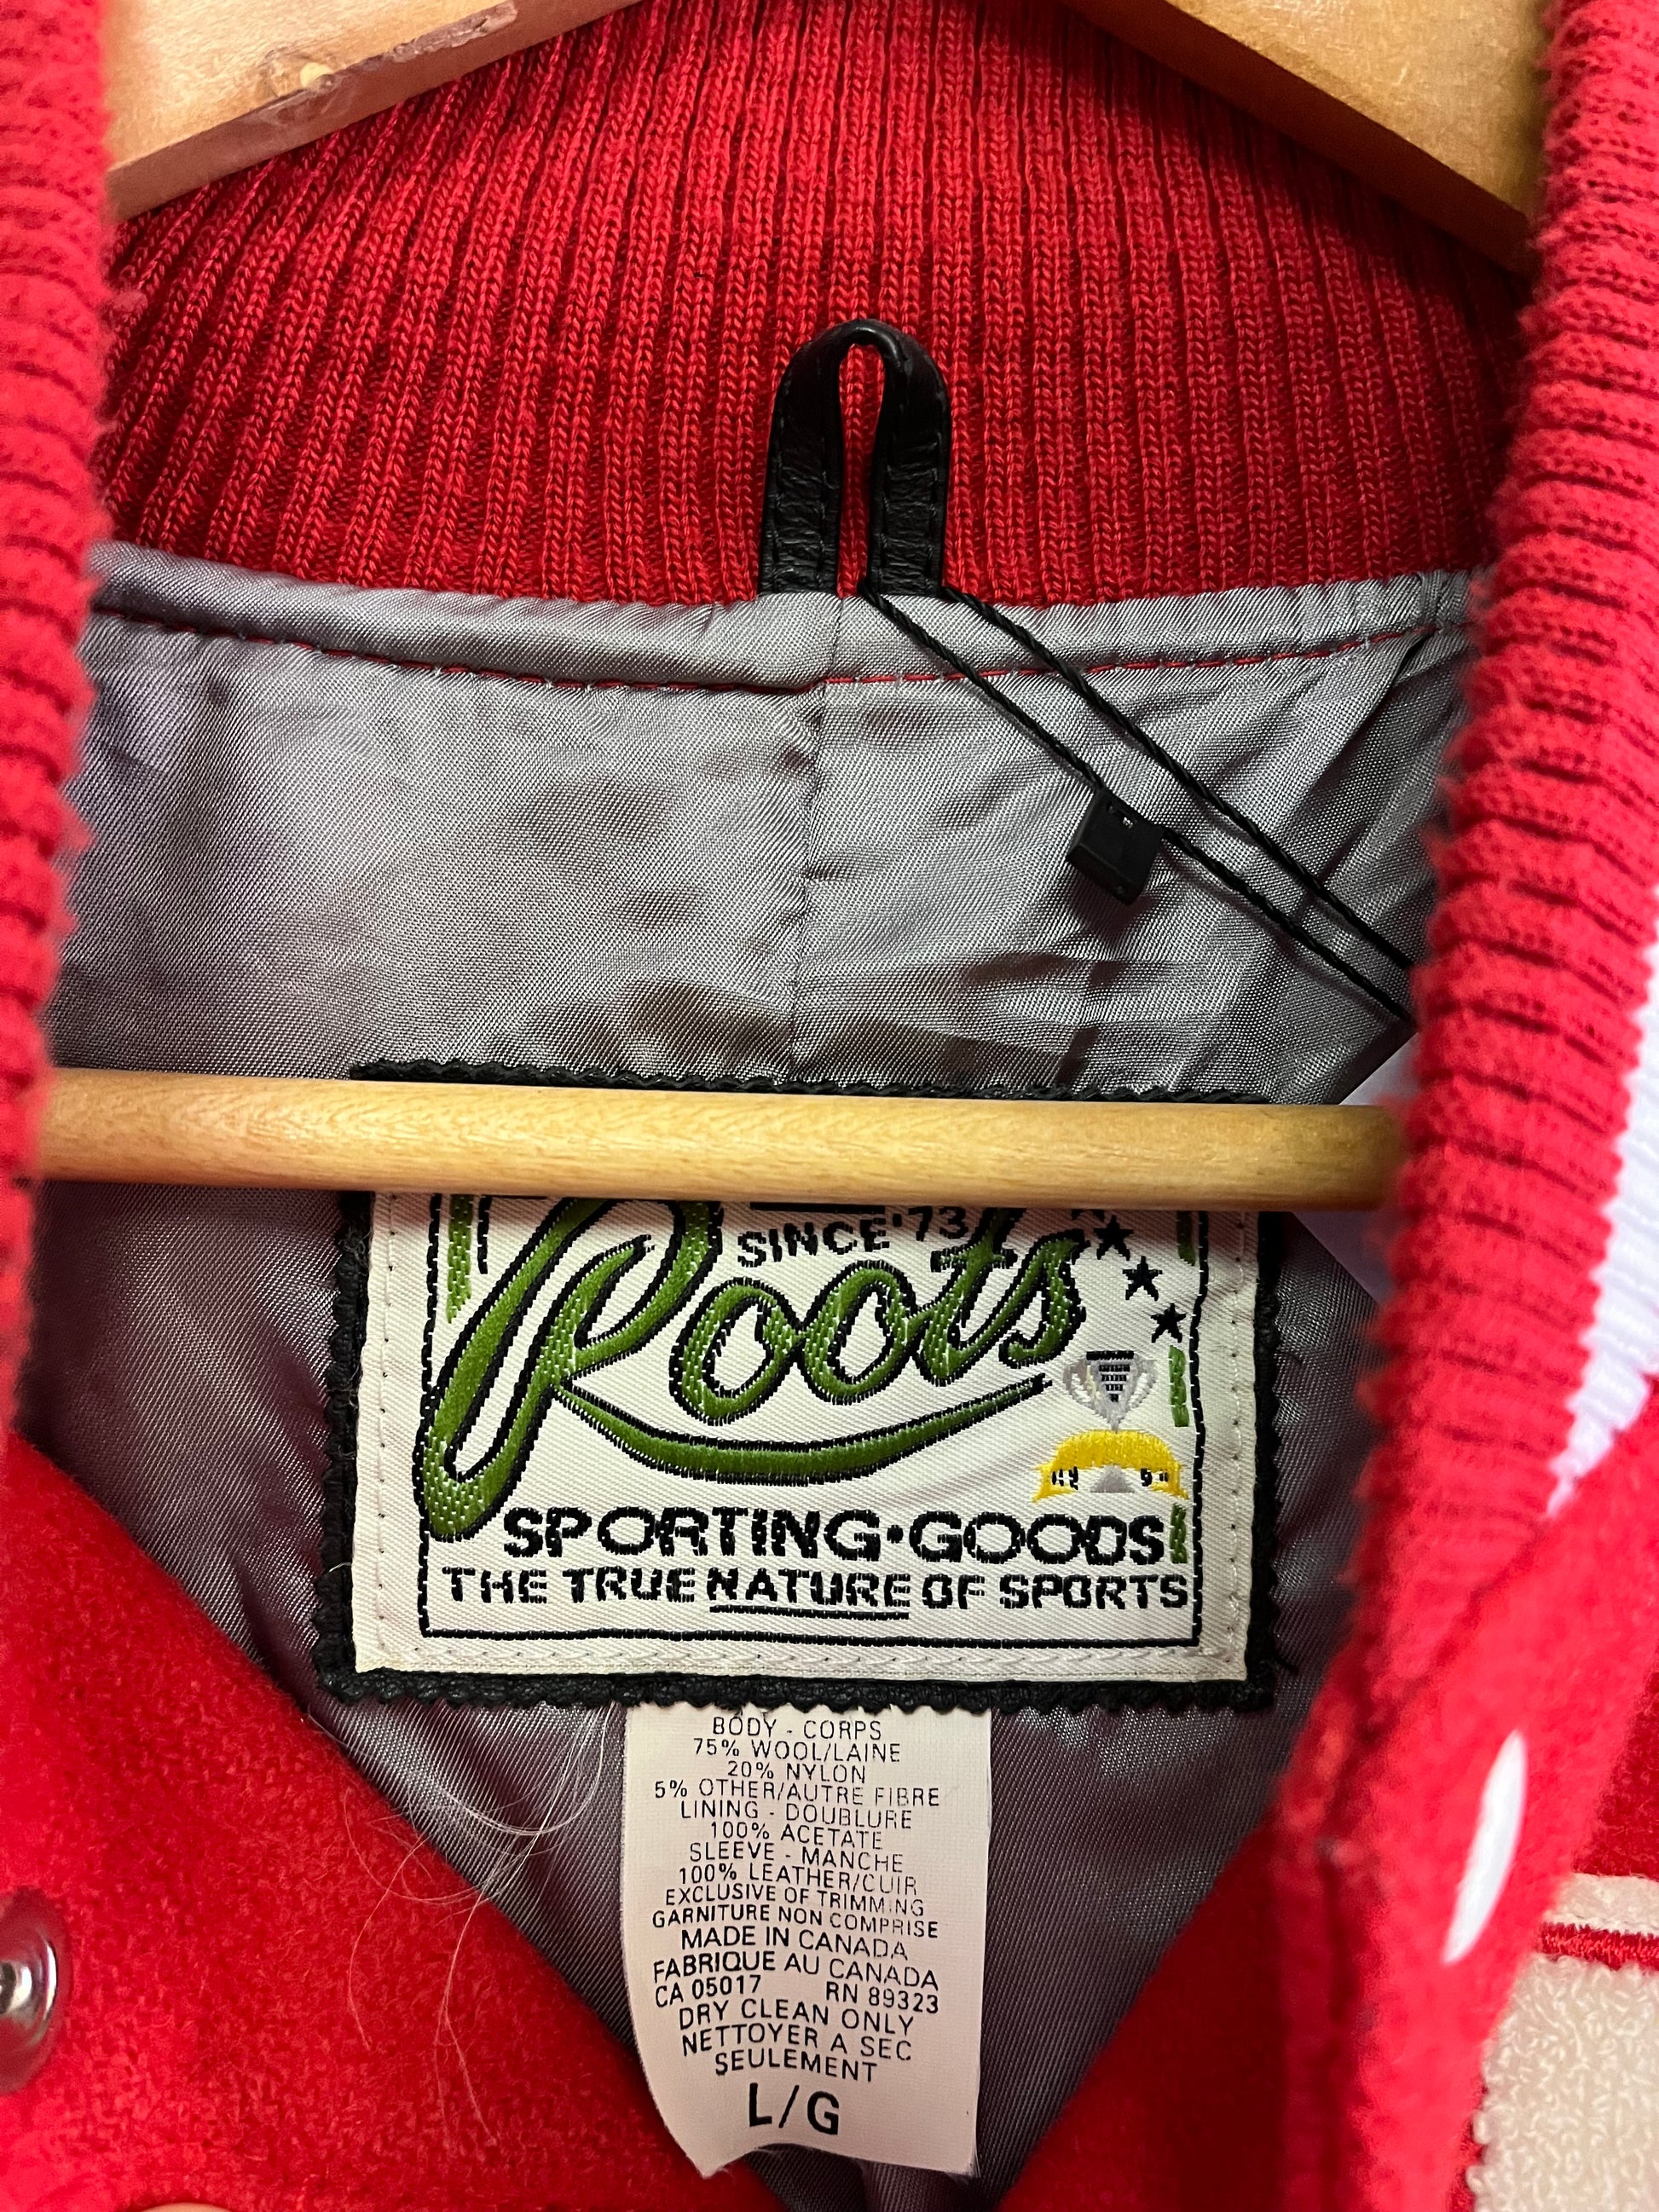 SINCE '73
Roots
SPORTING·GOODS
THE TRUE NATURE OF SPORTS
BODY - CORPS
75% WOOL/LAINE
20% NYLON
5% OTHER/AUTRE FIBRE
LINING - DOUBLURE
100% ACETATE
SLEEVE - MANCHE
100% LEATHER/CUIR
EXCLUSIVE OF TRIMMING
GARNITURE NON COMPRISE
MADE IN CANADA
FABRIQUE AU CANADA
CA 05017 RN 89323
DRY CLEAN ONLY
NETTOYER A SEC
SEULEMENT
L/G